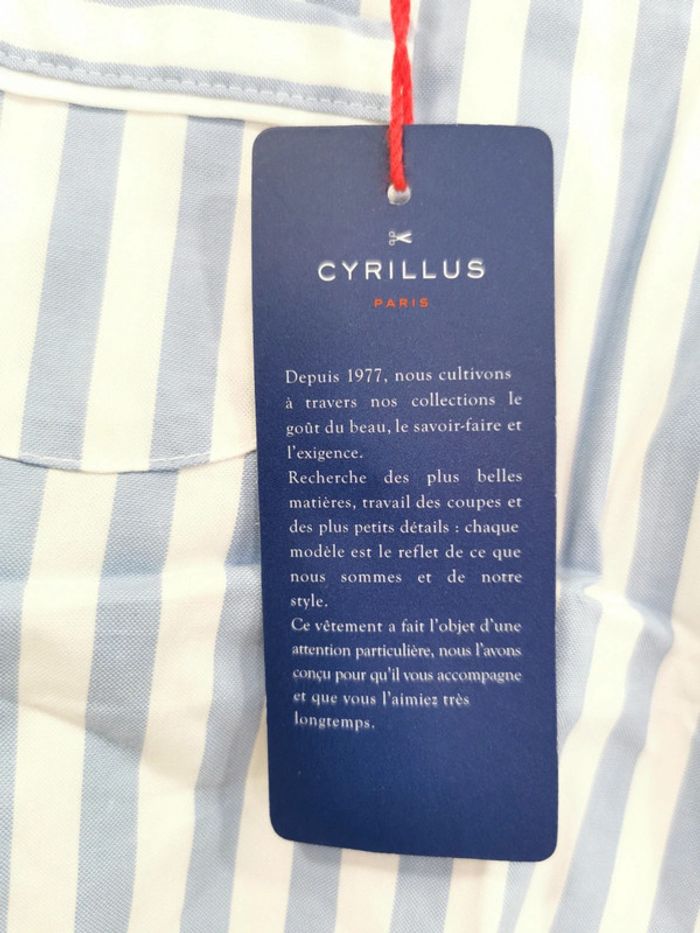 CYRILLUS
PARIS
Depuis 1977, nous cultivons
à travers nos collections le
goût du beau, le savoir-faire et
l'exigence.
Recherche des plus belles
matières, travail des coupes et
des plus petits détails : chaque
modèle est le reflet de ce que
nous sommes et de notre
style.
Ce vêtement a fait l'objet d'une
attention particulière, nous l'avons
conçu pour qu'il vous accompagne
et que vous l'aimiez très
longtemps.